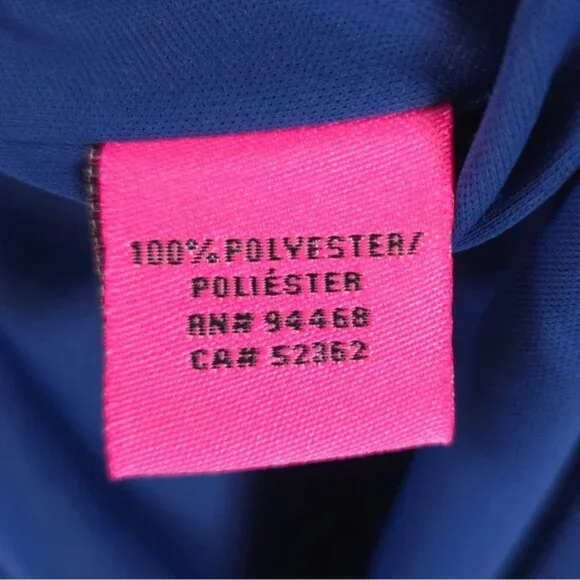 100% POLYESTER/
POLIÉSTER
RN# 94468
CA# 52362